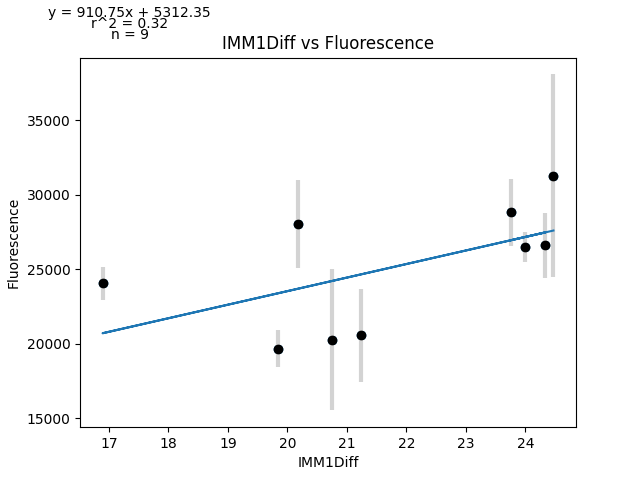 y = 910.75x + 5312.35
r^2 = 0.32
n = 9
IMM1Diff vs Fluorescence
Fluorescence
35000
30000
25000
20000
15000
17 18 19 20 21 22 23 24
IMM1Diff